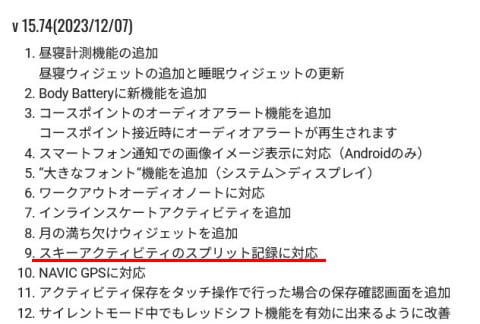 v 15.74(2023/12/07)
1. 昼寝計測機能の追加
昼寝ウィジェットの追加と睡眠ウィジェットの更新
2. Body Batteryに新機能を追加
3. コースポイントのオーディオアラート機能を追加
コースポイント接近時にオーディオアラートが再生されます
4. スマートフォン通知での画像イメージ表示に対応（Androidのみ）
5. “大きなフォント”機能を追加（システム＞ディスプレイ）
6. ワークアウトオーディオノートに対応
7. インラインスケートアクティビティを追加
8. 月の満ち欠けウィジェットを追加
9. スキーアクティビティのスプリット記録に対応
10. NAVIC GPSに対応
11. アクティビティ保存をタッチ操作で行った場合の保存確認画面を追加
12. サイレントモード中でもレッドシフト機能を有効に出来るように改善